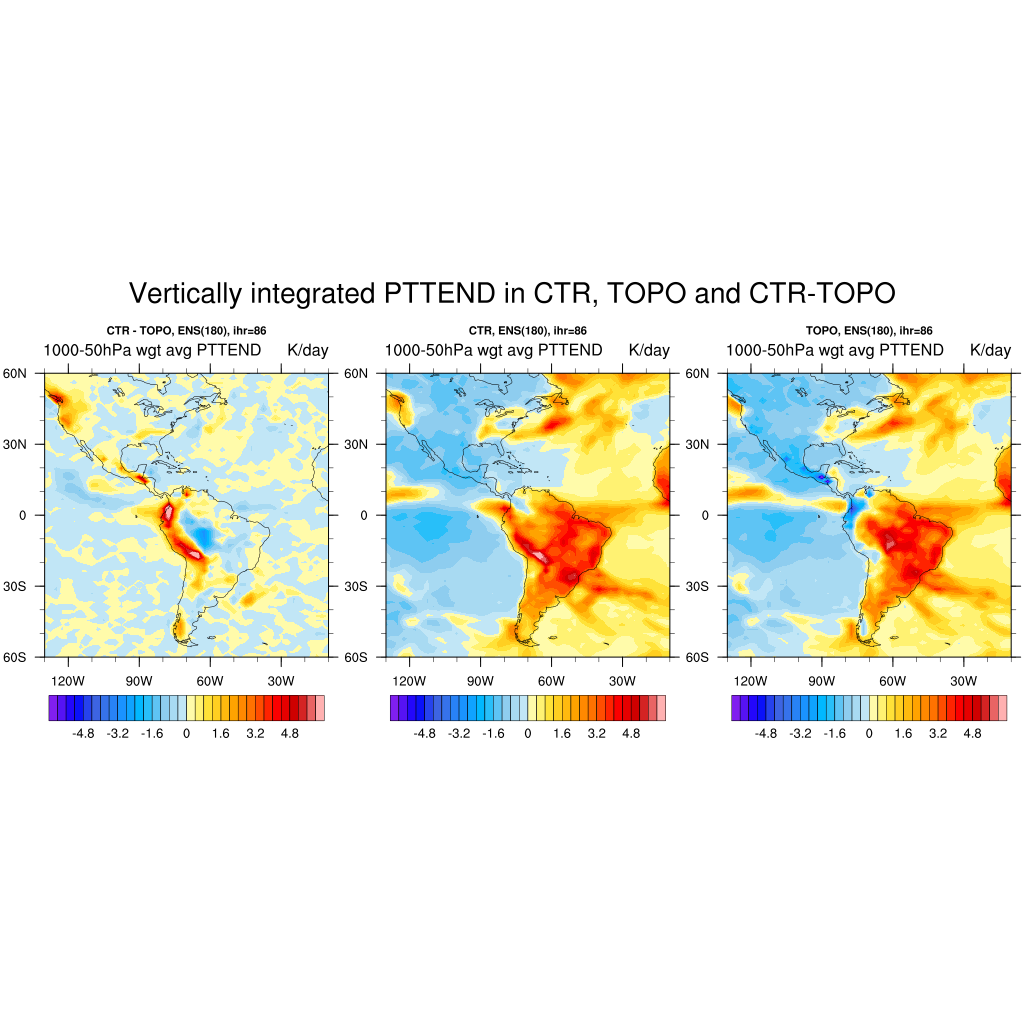 Vertically integrated PTTEND in CTR, TOPO and CTR-TOPO
CTR - TOPO, ENS(180), ihr=86
1000-50hPa wgt avg PTTEND K/day
60N
30N
0
30S
60S
120W 90W 60W 30W
-4.8 -3.2 -1.6 0 1.6 3.2 4.8
CTR, ENS(180), ihr=86
1000-50hPa wgt avg PTTEND K/day
60N
30N
0
30S
60S
120W 90W 60W 30W
-4.8 -3.2 -1.6 0 1.6 3.2 4.8
TOPO, ENS(180), ihr=86
1000-50hPa wgt avg PTTEND K/day
60N
30N
0
30S
60S
120W 90W 60W 30W
-4.8 -3.2 -1.6 0 1.6 3.2 4.8